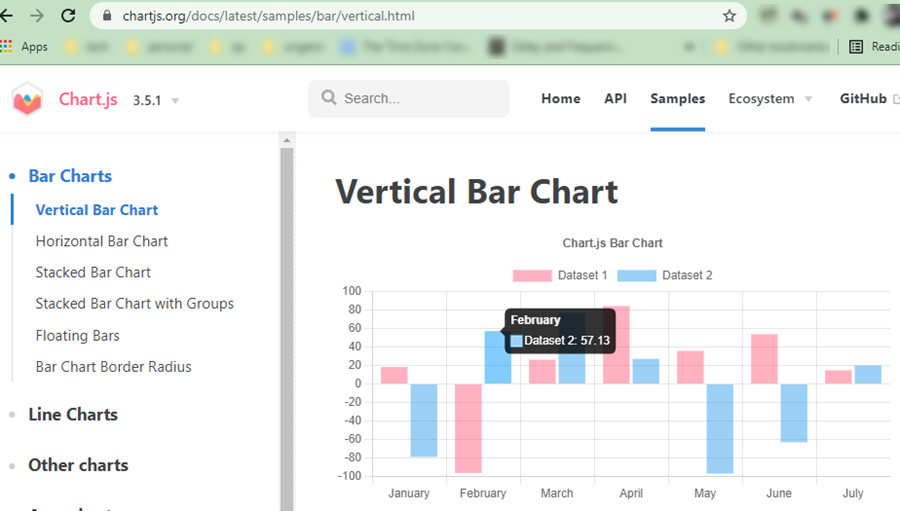 chartjs.org/docs/latest/samples/bar/vertical.html
Apps
Other bookmarks
Readi
Chart.js 3.5.1
Search...
Home API Samples Ecosystem GitHub
Bar Charts
Vertical Bar Chart
Horizontal Bar Chart
Stacked Bar Chart
Stacked Bar Chart with Groups
Floating Bars
Bar Chart Border Radius
Line Charts
Other charts
Vertical Bar Chart
Chart.js Bar Chart
Dataset 1 Dataset 2
100
80
60
40
20
0
-20
-40
-60
-80
-100
February
Dataset 2: 57.13
January February March April May June July